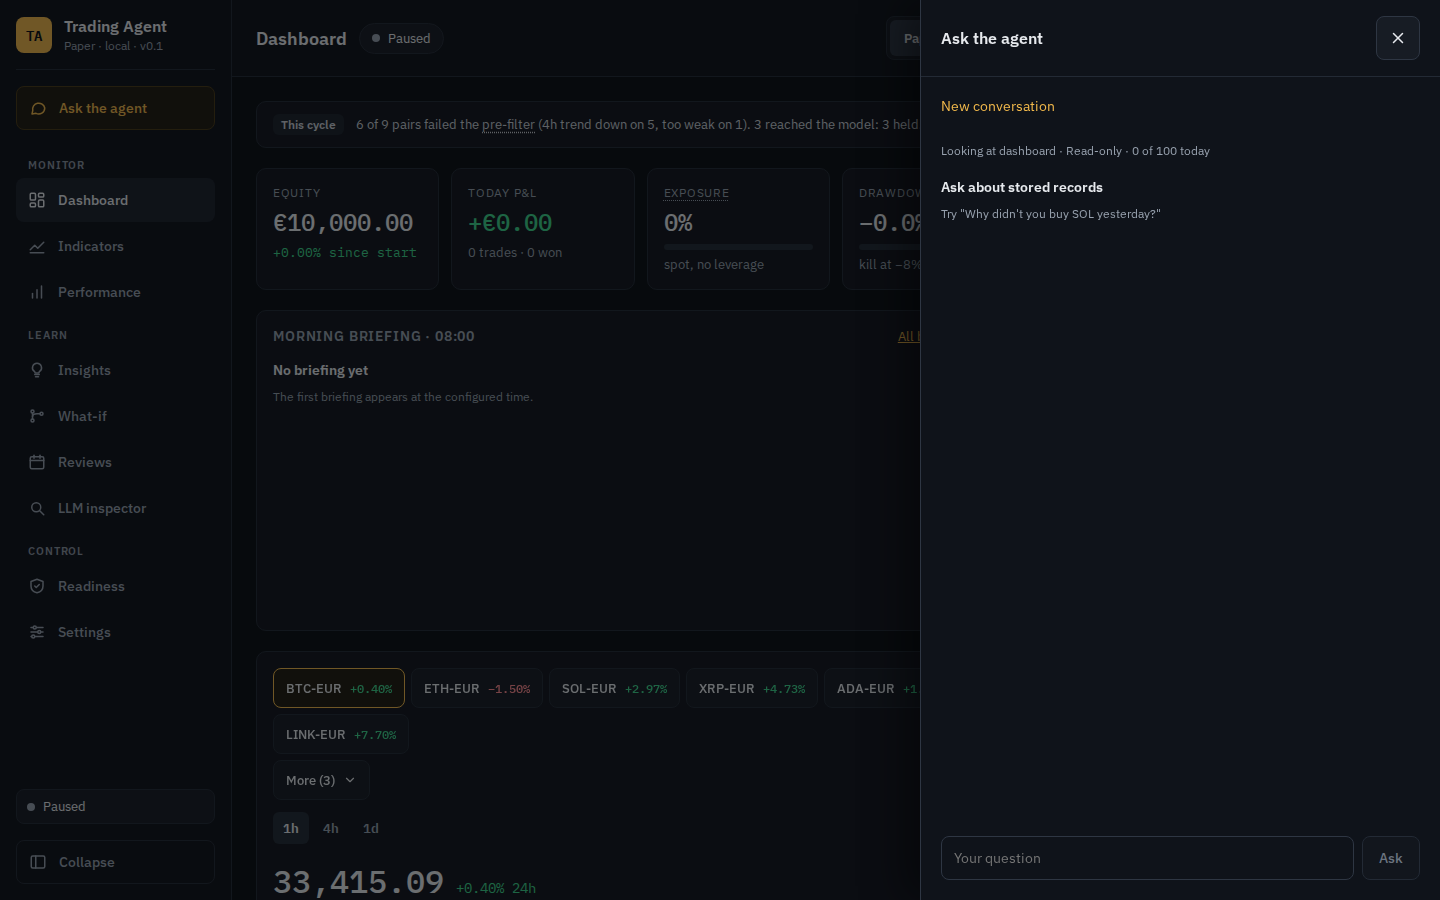 TA
Trading Agent
Paper · local · v0.1
Ask the agent
MONITOR
Dashboard
Indicators
Performance
LEARN
Insights
What-if
Reviews
LLM inspector
CONTROL
Readiness
Settings
Paused
Collapse
Dashboard
Paused
This cycle 6 of 9 pairs failed the pre-filter (4h trend down on 5, too weak on 1). 3 reached the model: 3 held
EQUITY
€10,000.00
+0.00% since start
TODAY P&L
+€0.00
0 trades · 0 won
EXPOSURE
0%
spot, no leverage
−0.0%
kill at −8%
MORNING BRIEFING · 08:00
All
No briefing yet
The first briefing appears at the configured time.
BTC-EUR +0.40%
ETH-EUR −1.50%
SOL-EUR +2.97%
XRP-EUR +4.73%
ADA-EUR
LINK-EUR +7.70%
More (3)
1h 4h 1d
33,415.09 +0.40% 24h
Ask the agent
New conversation
Looking at dashboard · Read-only · 0 of 100 today
Ask about stored records
Try "Why didn't you buy SOL yesterday?"
Your question
Ask